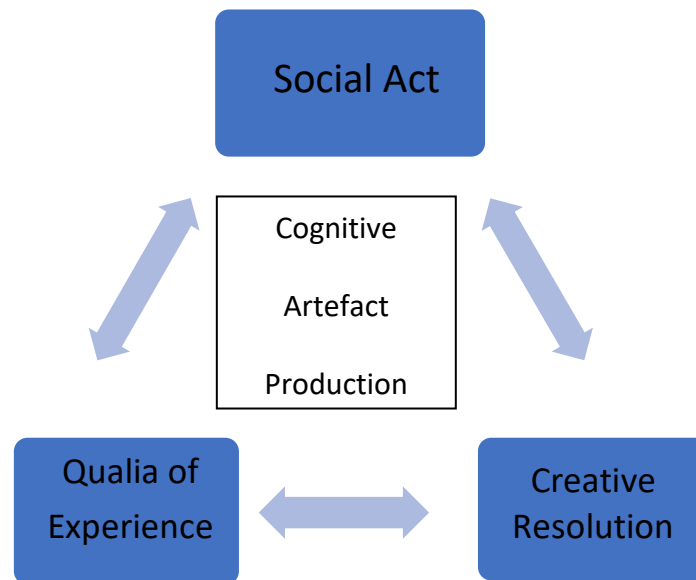 Social Act
Cognitive
Artefact
Production
Qualia of
Experience
Creative
Resolution